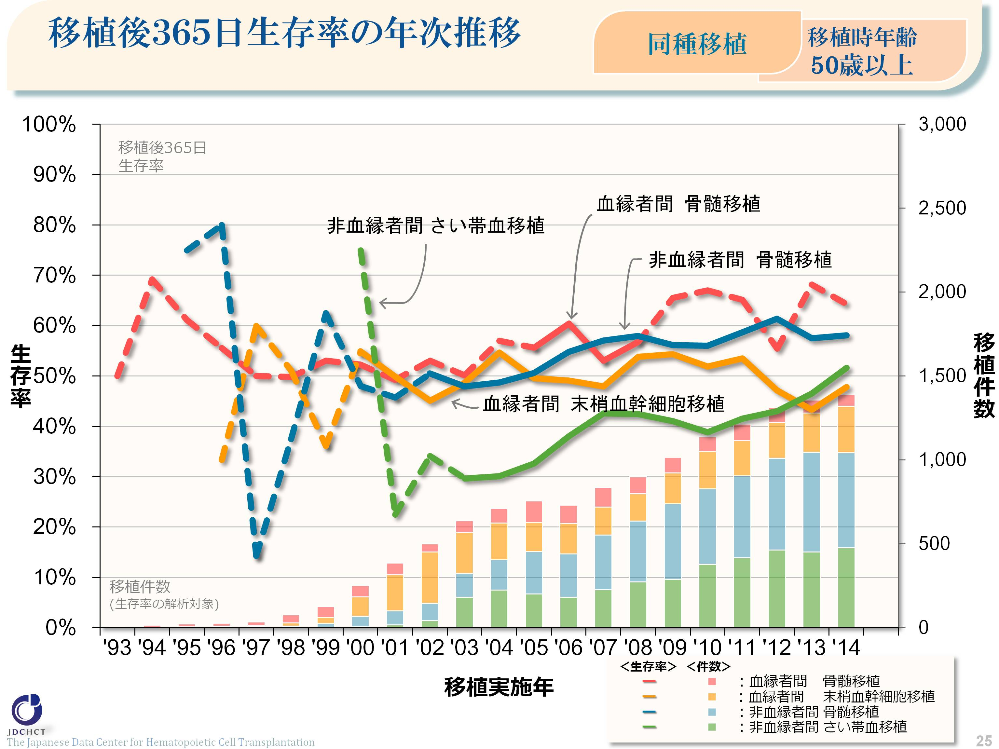 移植後365日生存率の年次推移
同種移植
移植時年齢
50歳以上
100%
90%
80%
70%
60%
50%
40%
30%
20%
10%
0%
生存率
移植後365日
生存率
非血縁者間 さい帯血移植
血縁者間 骨髄移植
非血縁者間 骨髄移植
血縁者間 末梢血幹細胞移植
移植件数
(生存率の解析対象)
3,000
2,500
2,000
1,500
1,000
500
0
移植件数
'93 '94 '95 '96 '97 '98 '99 '00 '01 '02 '03 '04 '05 '06 '07 '08 '09 '10 '11 '12 '13 '14
移植実施年
<生存率> <件数>
: 血縁者間 骨髄移植
: 血縁者間 末梢血幹細胞移植
: 非血縁者間 骨髄移植
: 非血縁者間 さい帯血移植
JDCHCT
The Japanese Data Center for Hematopoietic Cell Transplantation
25